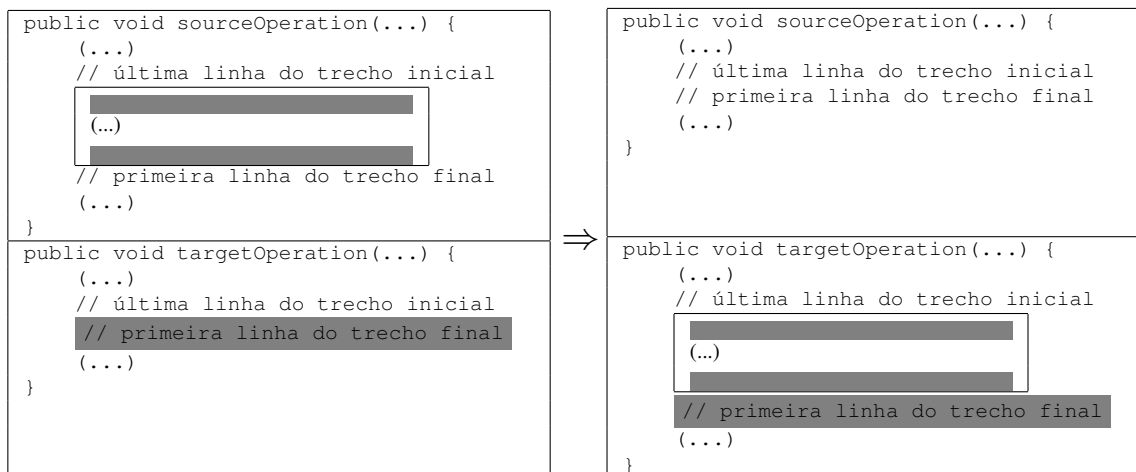 public void sourceOperation(...) {
(...)
// última linha do trecho inicial
(...)
// primeira linha do trecho final
(...)
}
public void targetOperation(...) {
(...)
// última linha do trecho inicial
// primeira linha do trecho final
(...)
}
⇒
public void sourceOperation(...) {
(...)
// última linha do trecho inicial
// primeira linha do trecho final
(...)
}
public void targetOperation(...) {
(...)
// última linha do trecho inicial
(...)
// primeira linha do trecho final
(...)
}